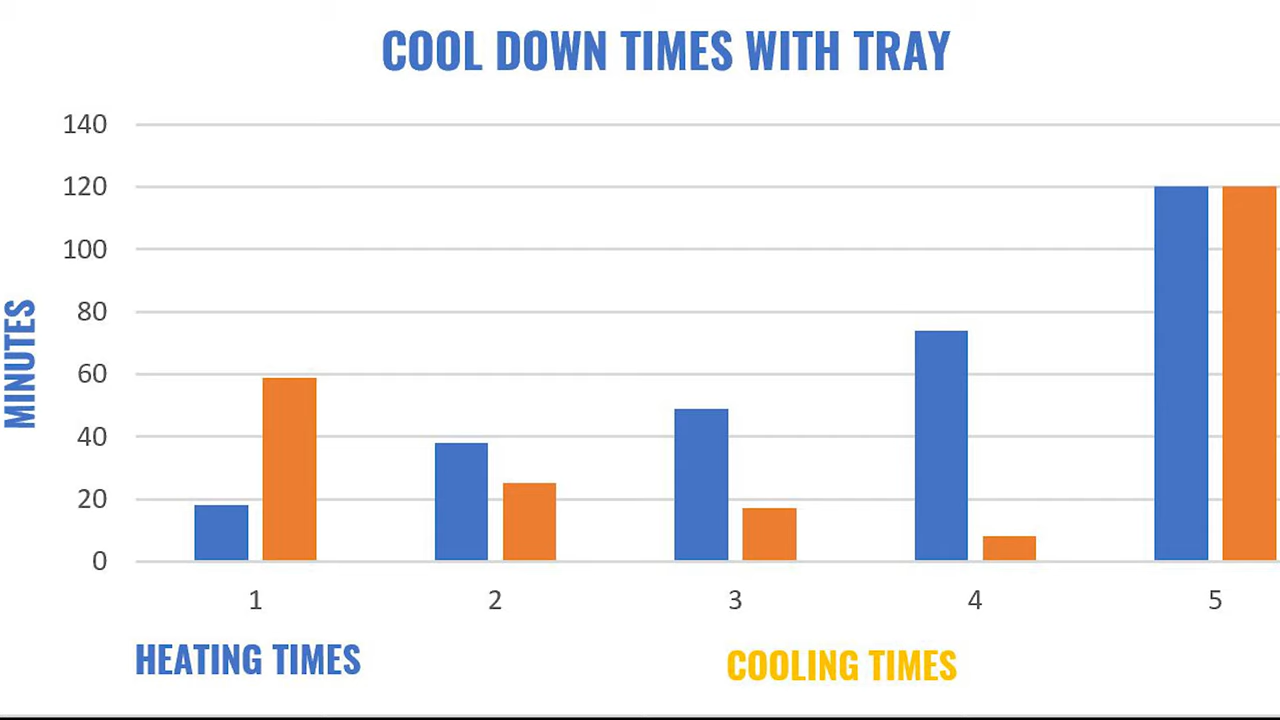 COOL DOWN TIMES WITH TRAY
140
120
100
80
60
40
20
0
MINUTES
1 2 3 4 5
HEATING TIMES COOLING TIMES